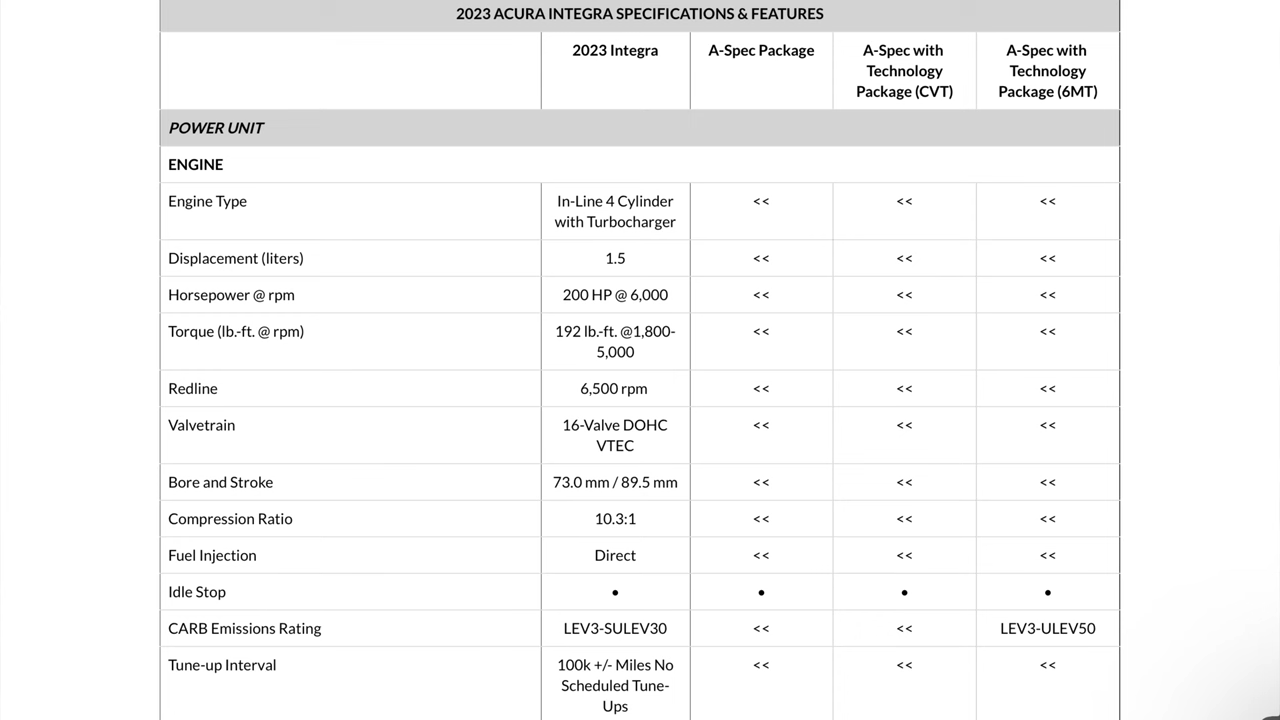 2023 ACURA INTEGRA SPECIFICATIONS & FEATURES
2023 Integra A-Spec Package A-Spec with Technology Package (CVT) A-Spec with Technology Package (6MT)
POWER UNIT
ENGINE
Engine Type In-Line 4 Cylinder with Turbocharger << << <<
Displacement (liters) 1.5 << << <<
Horsepower @ rpm 200 HP @ 6,000 << << <<
Torque (lb.-ft. @ rpm) 192 lb.-ft. @1,800-5,000 << << <<
Redline 6,500 rpm << << <<
Valvetrain 16-Valve DOHC VTEC << << <<
Bore and Stroke 73.0 mm / 89.5 mm << << <<
Compression Ratio 10.3:1 << << <<
Fuel Injection Direct << << <<
Idle Stop • • • •
CARB Emissions Rating LEV3-SULEV30 << << LEV3-ULEV50
Tune-up Interval 100k +/- Miles No Scheduled Tune-Ups << << <<